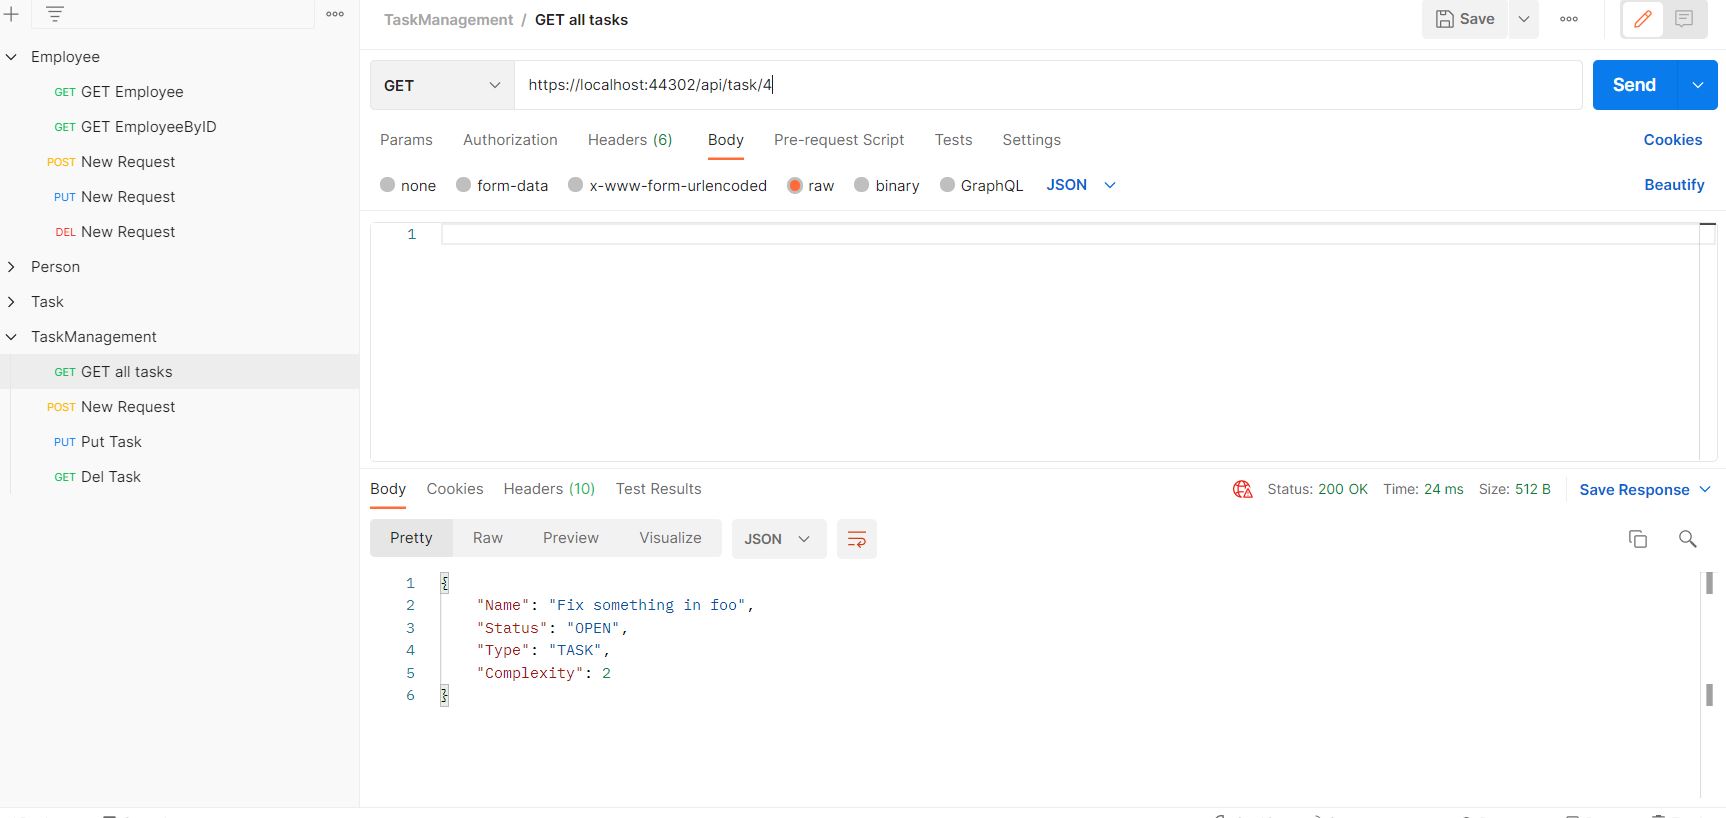 TaskManagement / GET all tasks
Save
Employee
GET GET Employee
GET GET EmployeeByID
POST New Request
PUT New Request
DEL New Request
Person
Task
TaskManagement
GET GET all tasks
POST New Request
PUT Put Task
GET Del Task
GET https://localhost:44302/api/task/4 Send
Params Authorization Headers (6) Body Pre-request Script Tests Settings Cookies
none form-data x-www-form-urlencoded raw binary GraphQL JSON Beautify
1
Body Cookies Headers (10) Test Results Status: 200 OK Time: 24 ms Size: 512 B Save Response
Pretty Raw Preview Visualize JSON
1 {
2 "Name": "Fix something in foo",
3 "Status": "OPEN",
4 "Type": "TASK",
5 "Complexity": 2
6 }